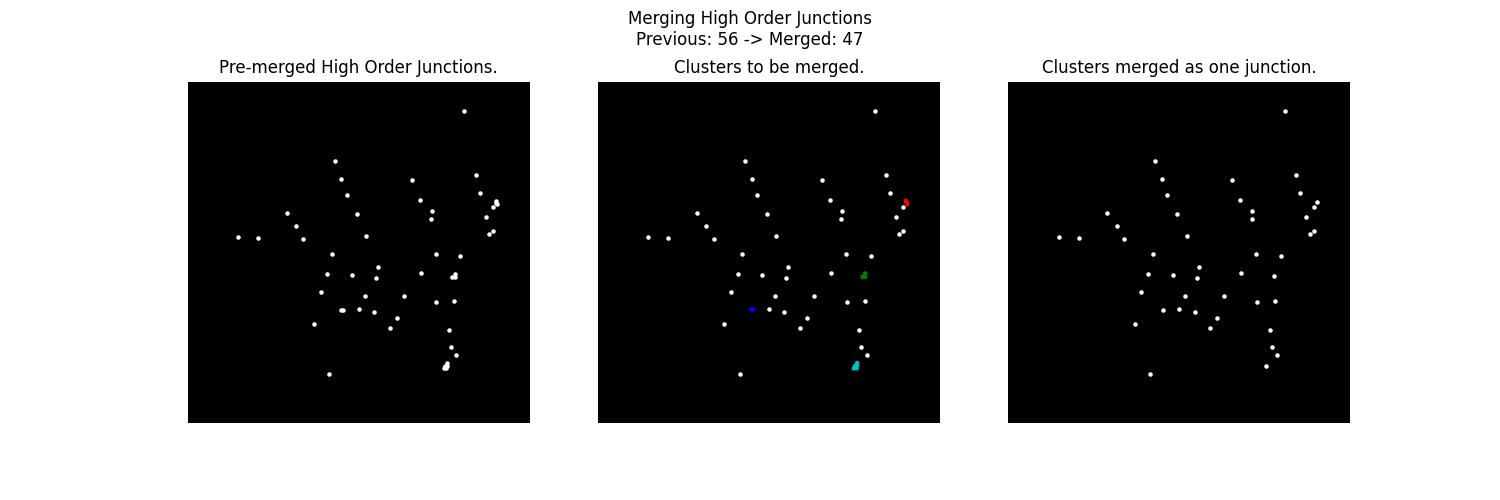 Merging High Order Junctions
Previous: 56 -> Merged: 47
Pre-merged High Order Junctions.
Clusters to be merged.
Clusters merged as one junction.